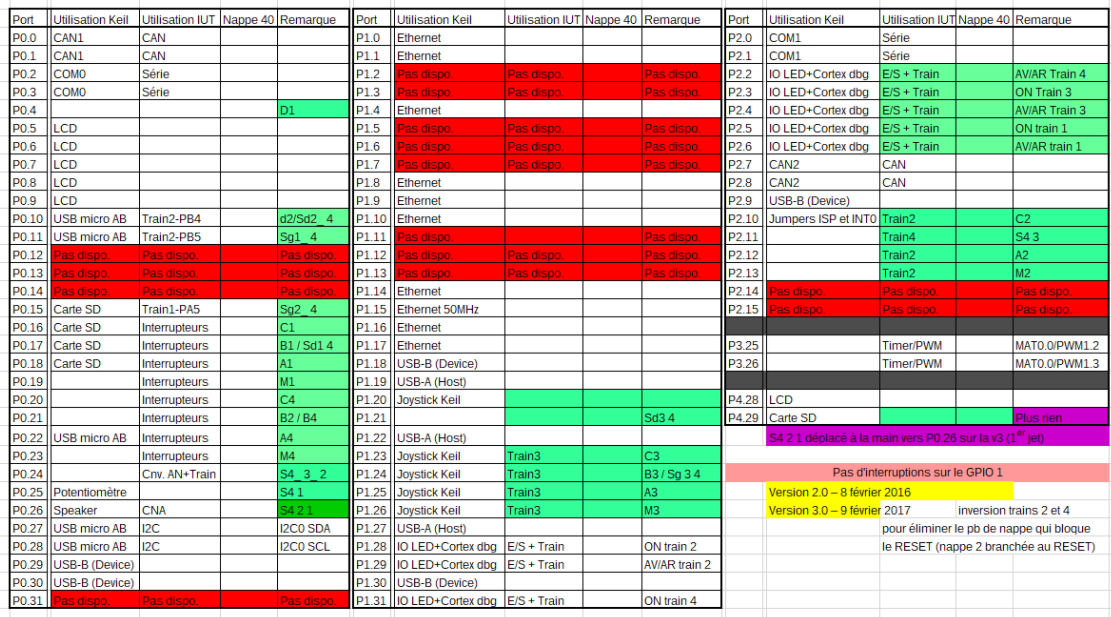 Port Utilisation Keil Utilisation IUT Nappe 40 Remarque
P0.0 CAN1 CAN
P0.1 CAN1 CAN
P0.2 COM0 Série
P0.3 COM0 Série
P0.4 D1
P0.5 LCD
P0.6 LCD
P0.7 LCD
P0.8 LCD
P0.9 LCD
P0.10 USB micro AB Train2-PB4 d2/Sd2_ 4
P0.11 USB micro AB Train2-PB5 Sg1_ 4
P0.12 Pas dispo. Pas dispo. Pas dispo.
P0.13 Pas dispo. Pas dispo. Pas dispo.
P0.14 Pas dispo. Pas dispo. Pas dispo.
P0.15 Carte SD Train1-PA5 Sg2_ 4
P0.16 Carte SD Interrupteurs C1
P0.17 Carte SD Interrupteurs B1 / Sd1 4
P0.18 Carte SD Interrupteurs A1
P0.19 Interrupteurs M1
P0.20 Interrupteurs C4
P0.21 Interrupteurs B2 / B4
P0.22 USB micro AB Interrupteurs A4
P0.23 Interrupteurs M4
P0.24 Cnv. AN+Train S4_ 3_ 2
P0.25 Potentiomètre S4 1
P0.26 Speaker CNA S4 2 1
P0.27 USB micro AB I2C I2C0 SDA
P0.28 USB micro AB I2C I2C0 SCL
P0.29 USB-B (Device)
P0.30 USB-B (Device)
P0.31 Pas dispo. Pas dispo. Pas dispo.
Port Utilisation Keil Utilisation IUT Nappe 40 Remarque
P1.0 Ethernet
P1.1 Ethernet
P1.2 Pas dispo. Pas dispo. Pas dispo.
P1.3 Pas dispo. Pas dispo. Pas dispo.
P1.4 Ethernet
P1.5 Pas dispo. Pas dispo. Pas dispo.
P1.6 Pas dispo. Pas dispo. Pas dispo.
P1.7 Pas dispo. Pas dispo. Pas dispo.
P1.8 Ethernet
P1.9 Ethernet
P1.10 Ethernet
P1.11 Pas dispo. Pas dispo.
P1.12 Pas dispo. Pas dispo. Pas dispo.
P1.13 Pas dispo. Pas dispo. Pas dispo.
P1.14 Ethernet
P1.15 Ethernet 50MHz
P1.16 Ethernet
P1.17 Ethernet
P1.18 USB-B (Device)
P1.19 USB-A (Host)
P1.20 Joystick Keil
P1.21 Sd3 4
P1.22 USB-A (Host)
P1.23 Joystick Keil Train3 C3
P1.24 Joystick Keil Train3 B3 / Sg 3 4
P1.25 Joystick Keil Train3 A3
P1.26 Joystick Keil Train3 M3
P1.27 USB-A (Host)
P1.28 IO LED+Cortex dbg E/S + Train ON train 2
P1.29 IO LED+Cortex dbg E/S + Train AV/AR train 2
P1.30 USB-B (Device)
P1.31 IO LED+Cortex dbg E/S + Train ON train 4
Port Utilisation Keil Utilisation IUT Nappe 40 Remarque
P2.0 COM1 Série
P2.1 COM1 Série
P2.2 IO LED+Cortex dbg E/S + Train AV/AR Train 4
P2.3 IO LED+Cortex dbg E/S + Train ON Train 3
P2.4 IO LED+Cortex dbg E/S + Train AV/AR Train 3
P2.5 IO LED+Cortex dbg E/S + Train ON train 1
P2.6 IO LED+Cortex dbg E/S + Train AV/AR train 1
P2.7 CAN2 CAN
P2.8 CAN2 CAN
P2.9 USB-B (Device)
P2.10 Jumpers ISP et INT0 Train2 C2
P2.11 Train4 S4 3
P2.12 Train2 A2
P2.13 Train2 M2
P2.14 Pas dispo. Pas dispo. Pas dispo.
P2.15 Pas dispo. Pas dispo. Pas dispo.
P3.25 Timer/PWM MAT0.0/PWM1.2
P3.26 Timer/PWM MAT0.0/PWM1.3
P4.28 LCD
P4.29 Carte SD Plus rien
S4 2 1 déplacé à la main vers P0.26 sur la v3 (1er jet)
Pas d'interruptions sur le GPIO 1
Version 2.0 – 8 février 2016
Version 3.0 – 9 février 2017 inversion trains 2 et 4
pour éliminer le pb de nappe qui bloque
le RESET (nappe 2 branchée au RESET)